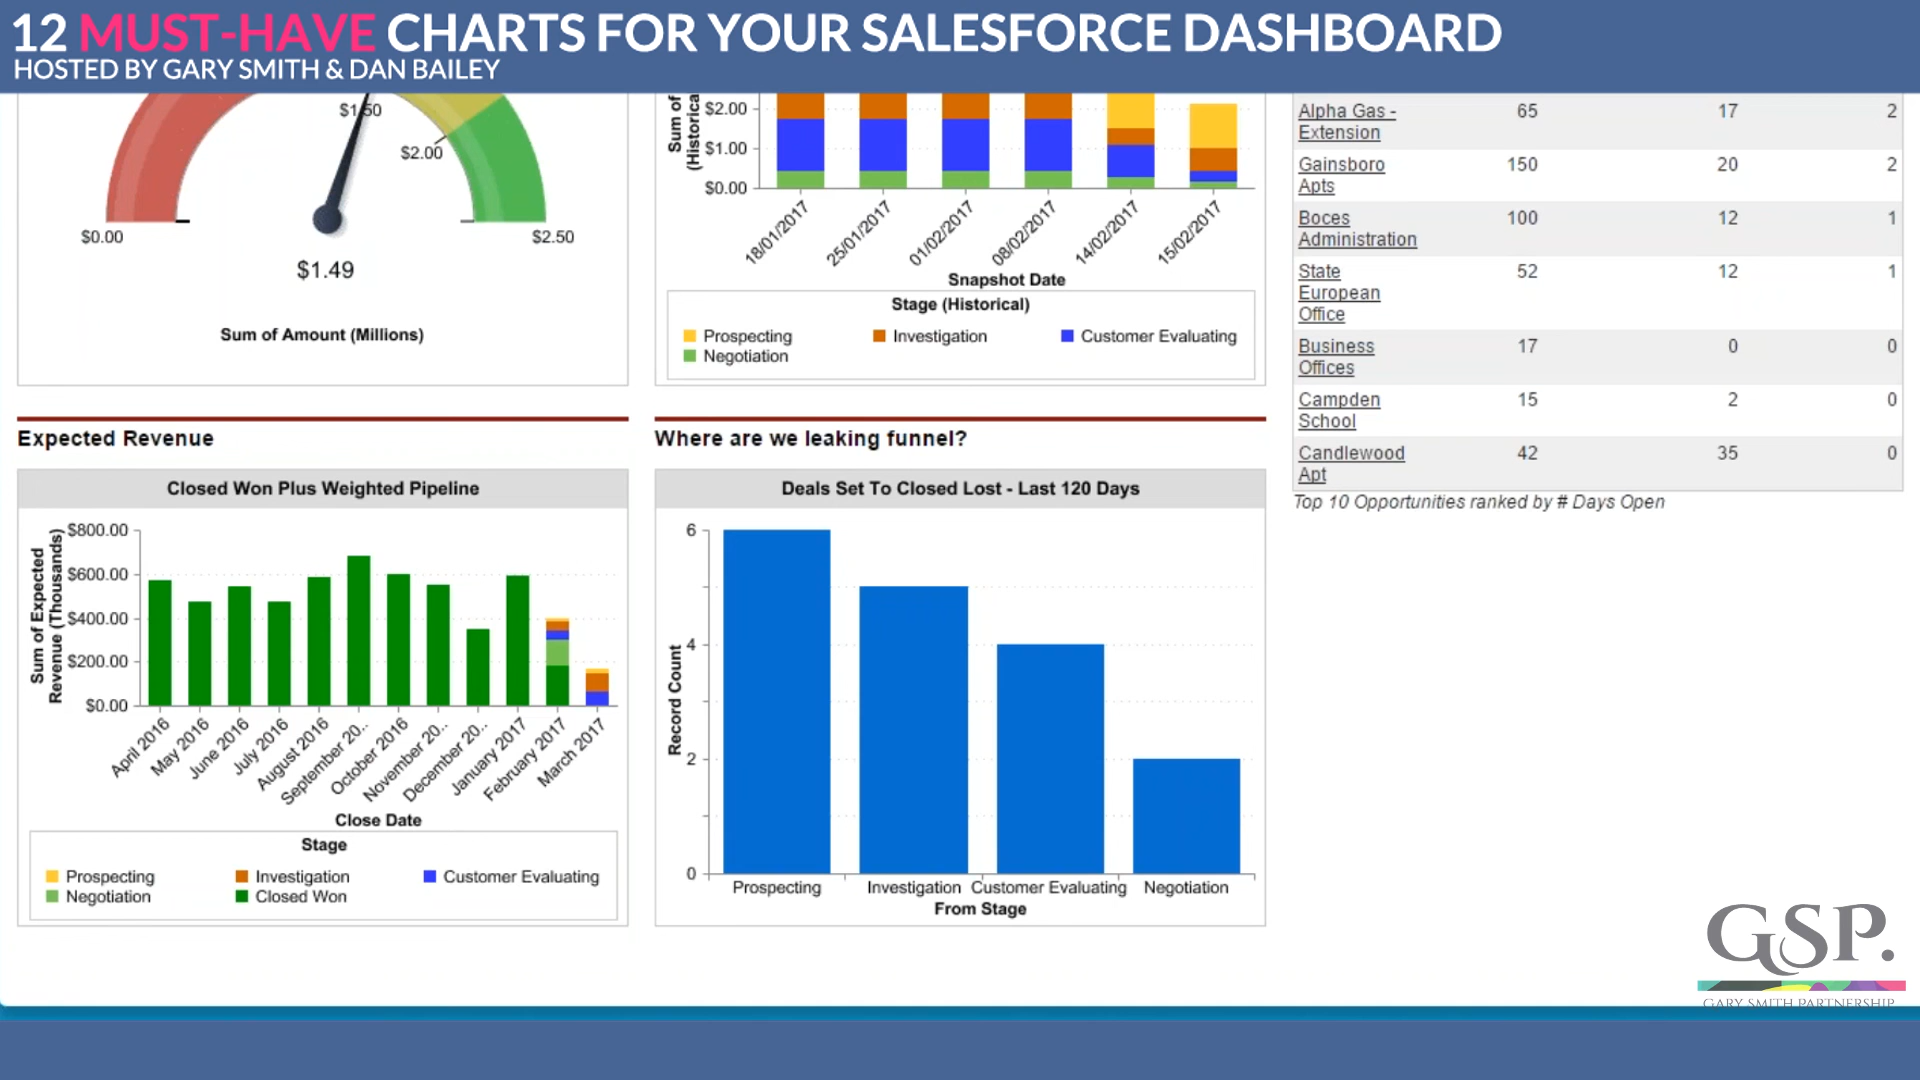 12 MUST-HAVE CHARTS FOR YOUR SALESFORCE DASHBOARD
HOSTED BY GARY SMITH & DAN BAILEY
$1.50
$2.00
$0.00
$2.50
$1.49
Sum of Amount (Millions)
Sum of
(Historica
$2.00
$1.00
$0.00
18/01/2017
25/01/2017
01/02/2017
08/02/2017
14/02/2017
15/02/2017
Snapshot Date
Stage (Historical)
Prospecting
Investigation
Customer Evaluating
Negotiation
Alpha Gas - 65 17 2
Extension
Gainsboro 150 20 2
Apts
Boces 100 12 1
Administration
State 52 12 1
European
Office
Business 17 0 0
Offices
Campden 15 2 0
School
Candlewood 42 35 0
Apt
Top 10 Opportunities ranked by # Days Open
Expected Revenue
Closed Won Plus Weighted Pipeline
Sum of Expected
Revenue (Thousands)
$800.00
$600.00
$400.00
$200.00
$0.00
April 2016
May 2016
June 2016
July 2016
August 2016
September 20..
October 2016
November 20..
December 20..
January 2017
February 2017
March 2017
Close Date
Stage
Prospecting
Investigation
Customer Evaluating
Negotiation
Closed Won
Where are we leaking funnel?
Deals Set To Closed Lost - Last 120 Days
Record Count
6
4
2
0
Prospecting
Investigation
Customer Evaluating
Negotiation
From Stage
GSP.
GARY SMITH PARTNERSHIP